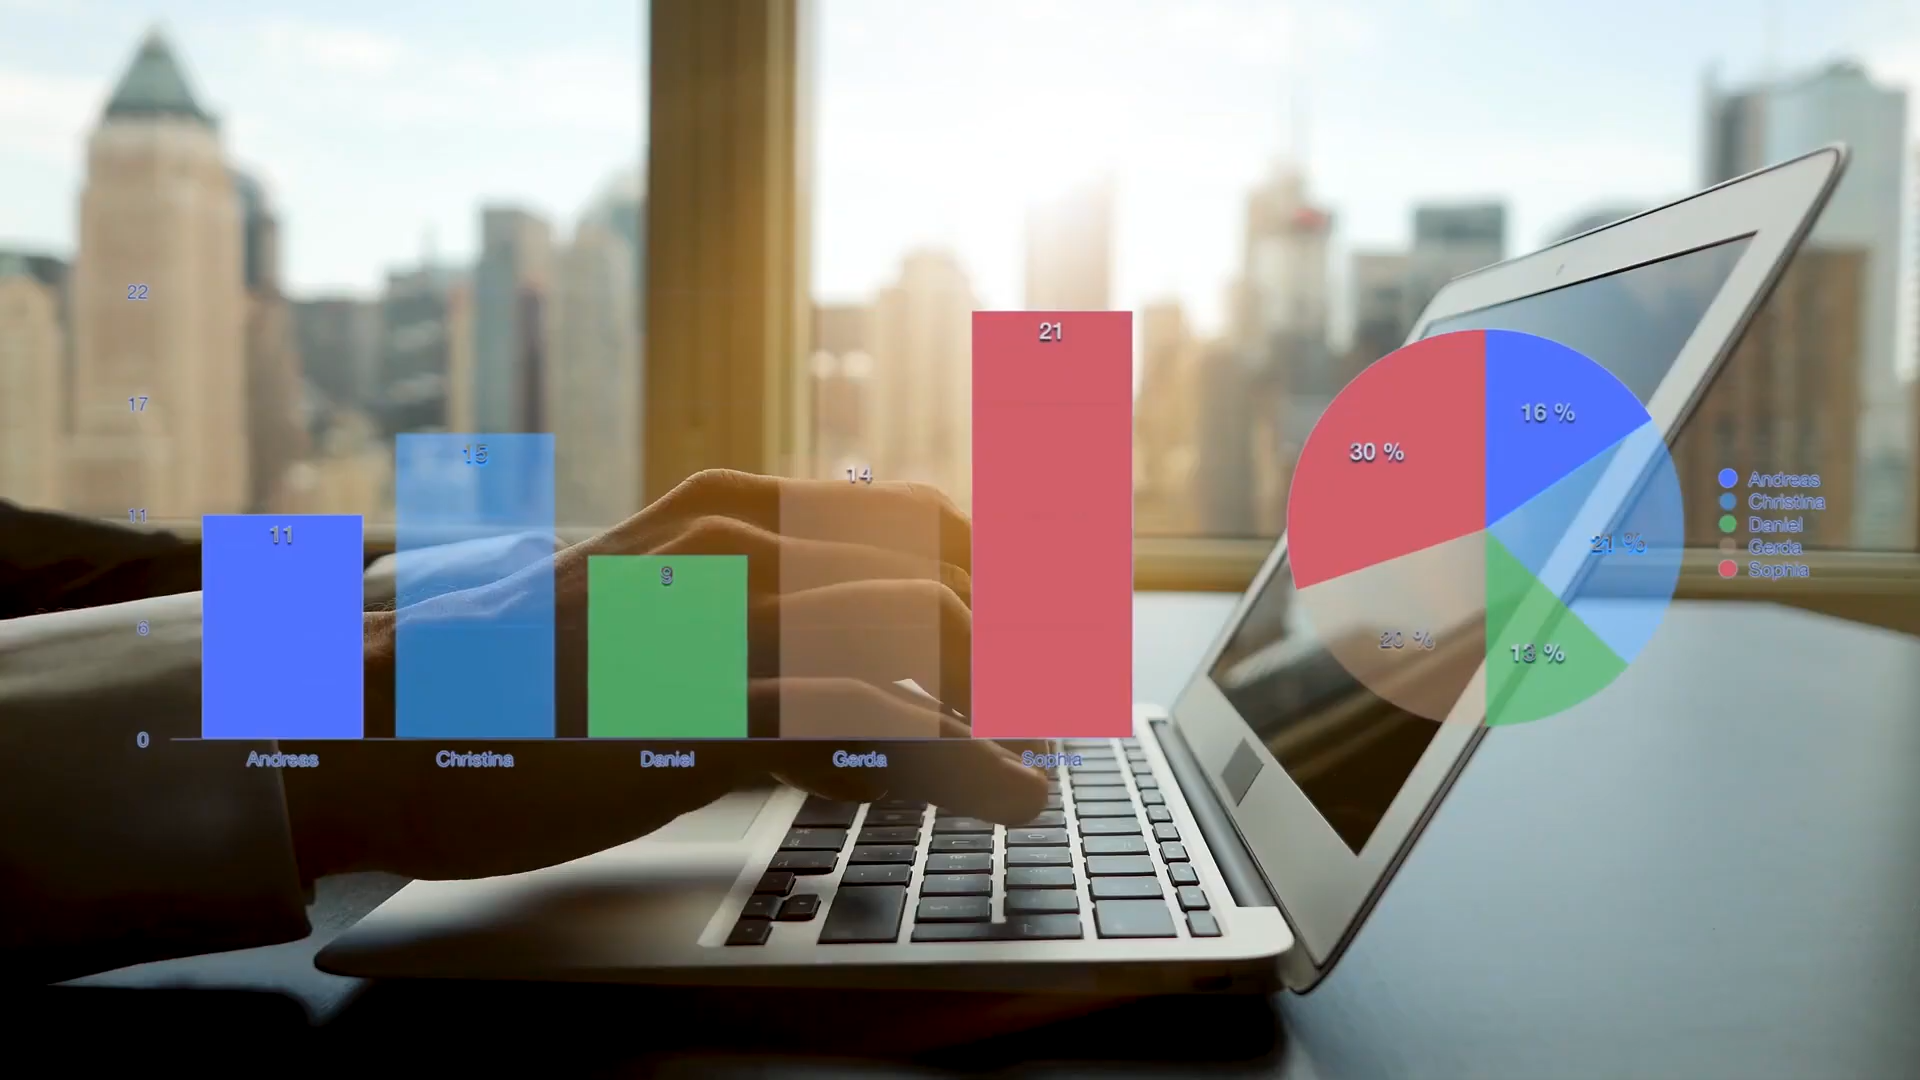 22
17
11
6
0
11
15
9
14
21
Andreas
Christina
Daniel
Gerda
Sophia
16 %
21 %
13 %
20 %
30 %
Andreas
Christina
Daniel
Gerda
Sophia